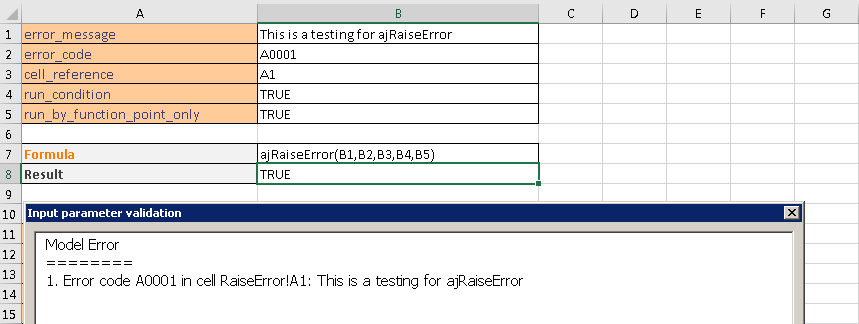 A B C D E F G
1 error_message This is a testing for ajRaiseError
2 error_code A0001
3 cell_reference A1
4 run_condition TRUE
5 run_by_function_point_only TRUE
6
7 Formula ajRaiseError(B1,B2,B3,B4,B5)
8 Result TRUE
9
10 Input parameter validation
11 Model Error
12 ========
13 1. Error code A0001 in cell RaiseError!A1: This is a testing for ajRaiseError
14
15